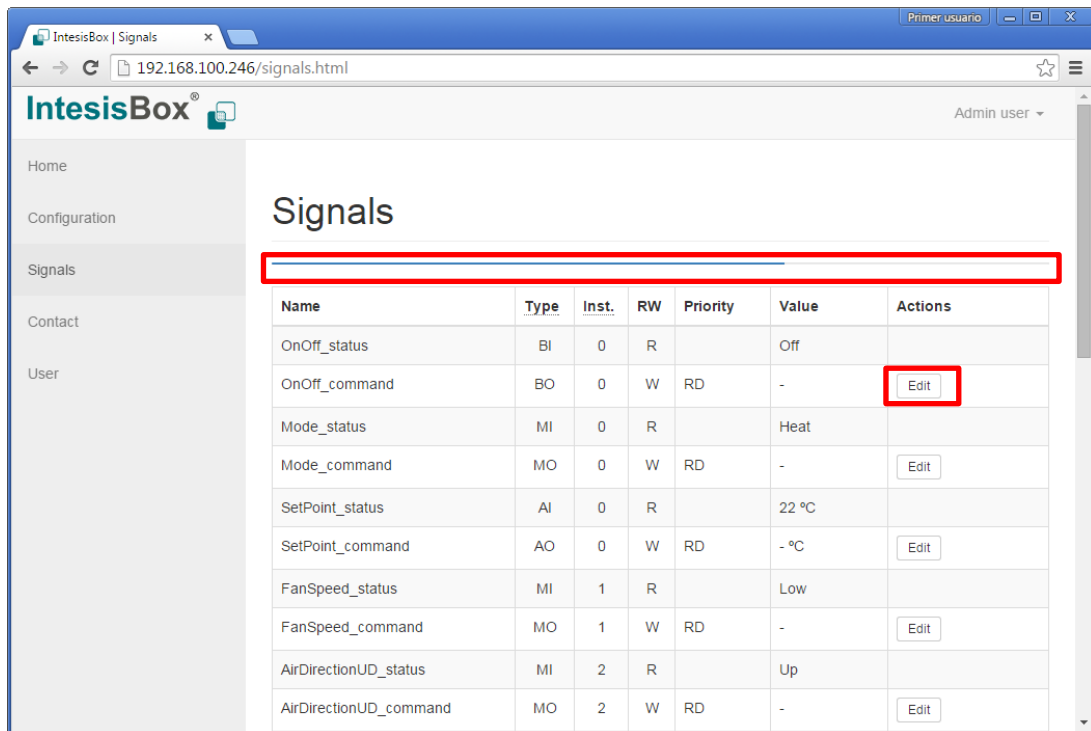 Primer usuario
IntesisBox | Signals
192.168.100.246/signals.html
IntesisBox®
Admin user
Home
Configuration
Signals
Contact
User
Signals
Name Type Inst. RW Priority Value Actions
OnOff_status BI 0 R Off
OnOff_command BO 0 W RD - Edit
Mode_status MI 0 R Heat
Mode_command MO 0 W RD - Edit
SetPoint_status AI 0 R 22 ºC
SetPoint_command AO 0 W RD - ºC Edit
FanSpeed_status MI 1 R Low
FanSpeed_command MO 1 W RD - Edit
AirDirectionUD_status MI 2 R Up
AirDirectionUD_command MO 2 W RD - Edit